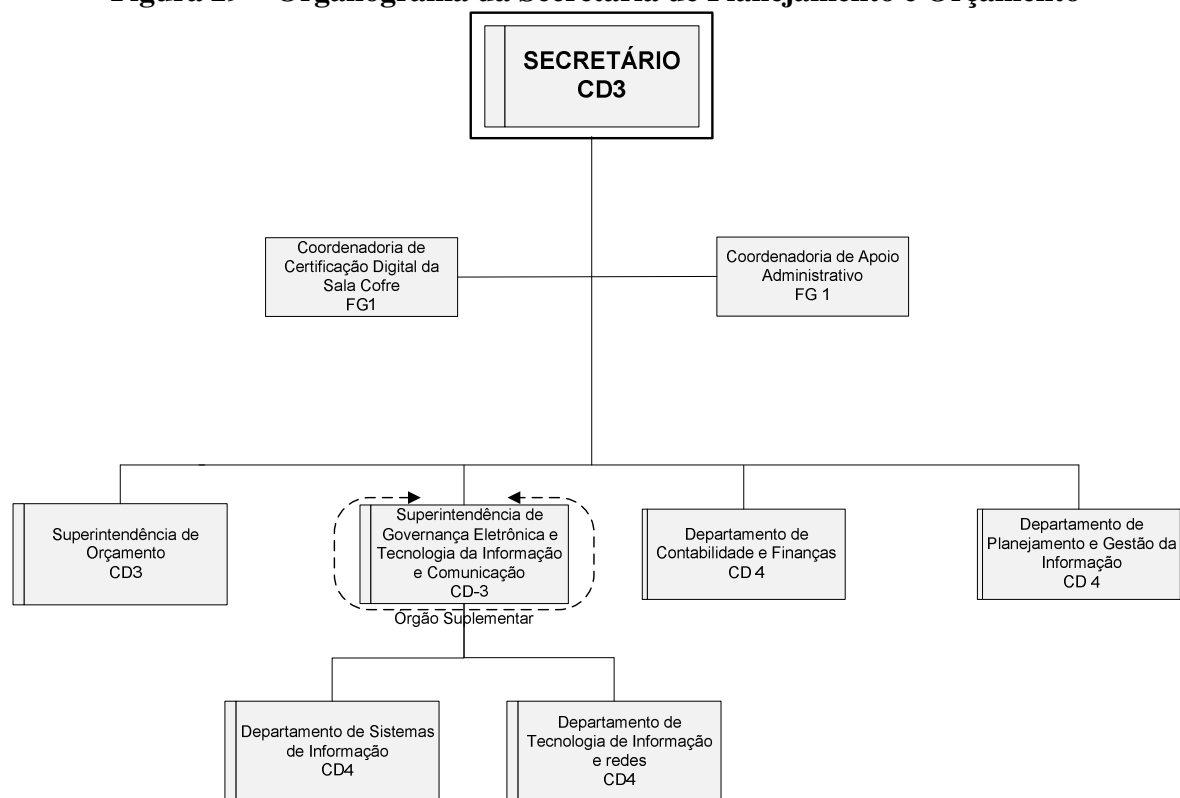 Figura 29 – Organograma da Secretaria de Planejamento e Orçamento
SECRETÁRIO
CD3
Coordenadoria de
Certificação Digital da
Sala Cofre
FG1
Coordenadoria de Apoio
Administrativo
FG 1
Superintendência de
Orçamento
CD3
Superintendência de
Governança Eletrônica e
Tecnologia da Informação
e Comunicação
CD-3
Órgão Suplementar
Departamento de
Contabilidade e Finanças
CD 4
Departamento de
Planejamento e Gestão da
Informação
CD 4
Departamento de Sistemas
de Informação
CD4
Departamento de
Tecnologia de Informação
e redes
CD4